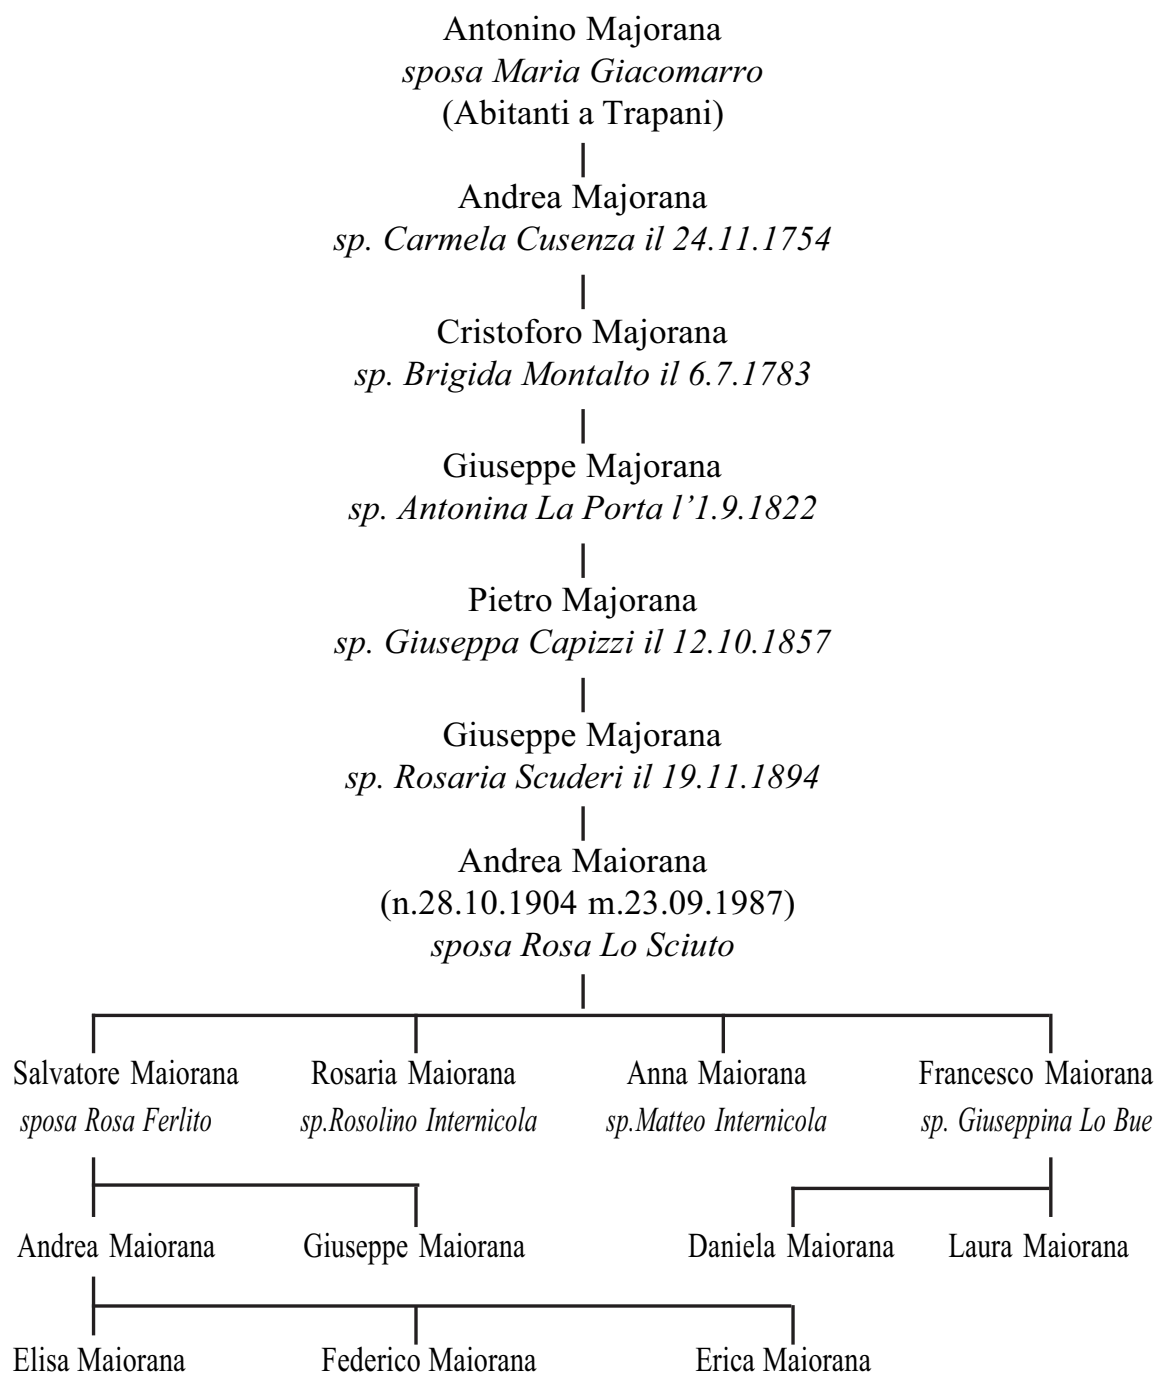 Antonino Majorana
sposa Maria Giacomarro
(Abitanti a Trapani)
Andrea Majorana
sp. Carmela Cusenza il 24.11.1754
Cristoforo Majorana
sp. Brigida Montalto il 6.7.1783
Giuseppe Majorana
sp. Antonina La Porta l’1.9.1822
Pietro Majorana
sp. Giuseppa Capizzi il 12.10.1857
Giuseppe Majorana
sp. Rosaria Scuderi il 19.11.1894
Andrea Maiorana
(n.28.10.1904 m.23.09.1987)
sposa Rosa Lo Sciuto
Salvatore Maiorana Rosaria Maiorana Anna Maiorana Francesco Maiorana
sposa Rosa Ferlito sp.Rosolino Internicola sp.Matteo Internicola sp. Giuseppina Lo Bue
Andrea Maiorana Giuseppe Maiorana Daniela Maiorana Laura Maiorana
Elisa Maiorana Federico Maiorana Erica Maiorana